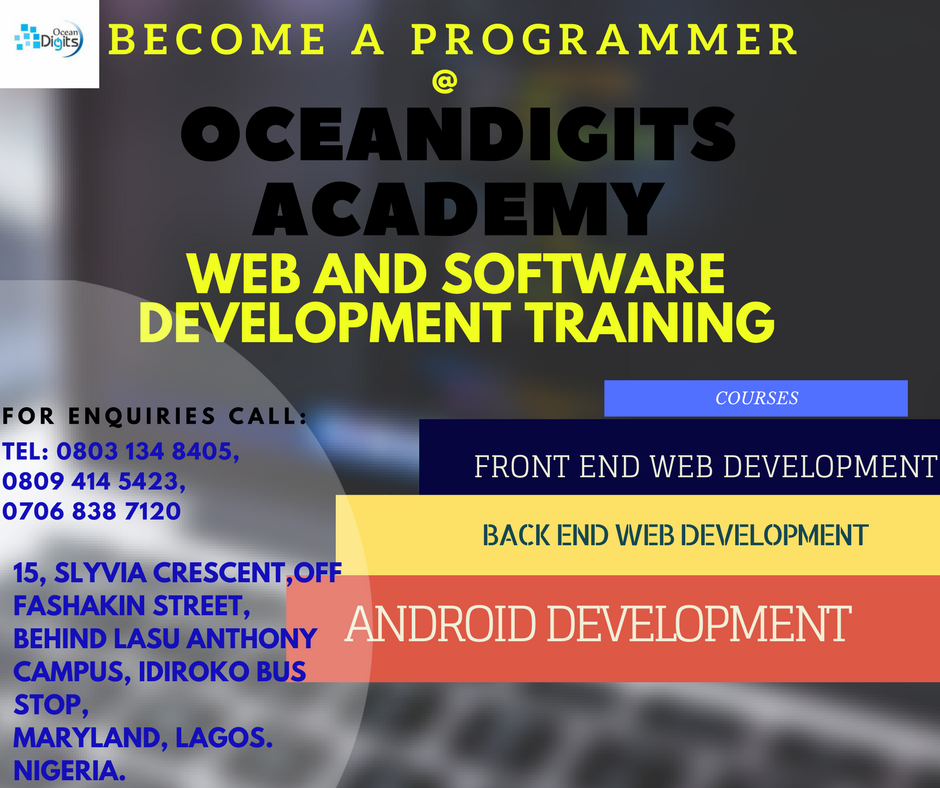 Ocean
Digits
BECOME A PROGRAMMER
@
OCEANDIGITS
ACADEMY
WEB AND SOFTWARE
DEVELOPMENT TRAINING
FOR ENQUIRIES CALL:
TEL: 0803 134 8405,
0809 414 5423,
0706 838 7120
15, SLYVIA CRESCENT,OFF
FASHAKIN STREET,
BEHIND LASU ANTHONY
CAMPUS, IDIROKO BUS
STOP,
MARYLAND, LAGOS.
NIGERIA.
COURSES
FRONT END WEB DEVELOPMENT
BACK END WEB DEVELOPMENT
ANDROID DEVELOPMENT